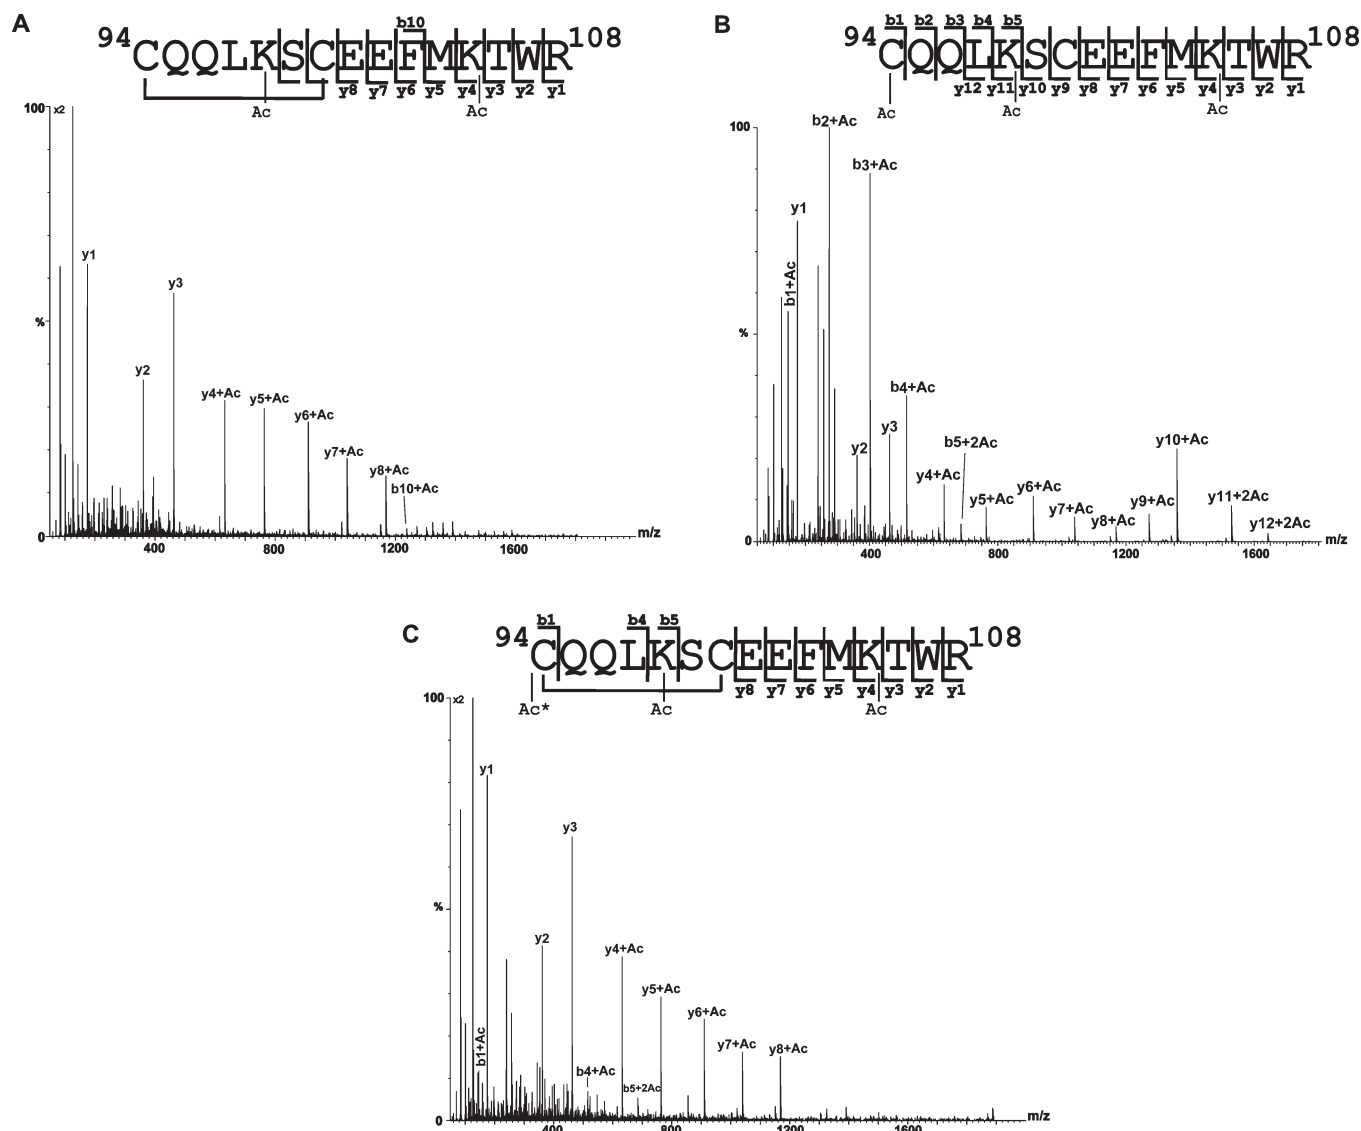 A
b10
94CQQLKSCEEFMKTWR108
y8 y7 y6 y5 y4 y3 y2 y1
Ac Ac
100 x2
y1
y3
y2
y4+Ac
y5+Ac
y6+Ac
y7+Ac
y8+Ac
b10+Ac
%
0
400 800 1200 1600
m/z
B
b1 b2 b3 b4 b5
94CQQLKSCEEFMKTWR108
y12 y11 y10 y9 y8 y7 y6 y5 y4 y3 y2 y1
Ac Ac Ac
100
b2+Ac
b3+Ac
y1
b1+Ac
b4+Ac
y2
y3
b5+2Ac
y4+Ac
y5+Ac
y6+Ac
y7+Ac
y8+Ac
y9+Ac
y10+Ac
y11+2Ac
y12+2Ac
%
0
400 800 1200 1600
m/z
C
b1 b4 b5
94CQQLKSCEEFMKTWR108
y8 y7 y6 y5 y4 y3 y2 y1
Ac* Ac Ac
100 x2
y1
y3
y2
b1+Ac
b4+Ac
y4+Ac
b5+2Ac
y5+Ac
y6+Ac
y7+Ac
y8+Ac
%
0
400 800 1200 1600
m/z